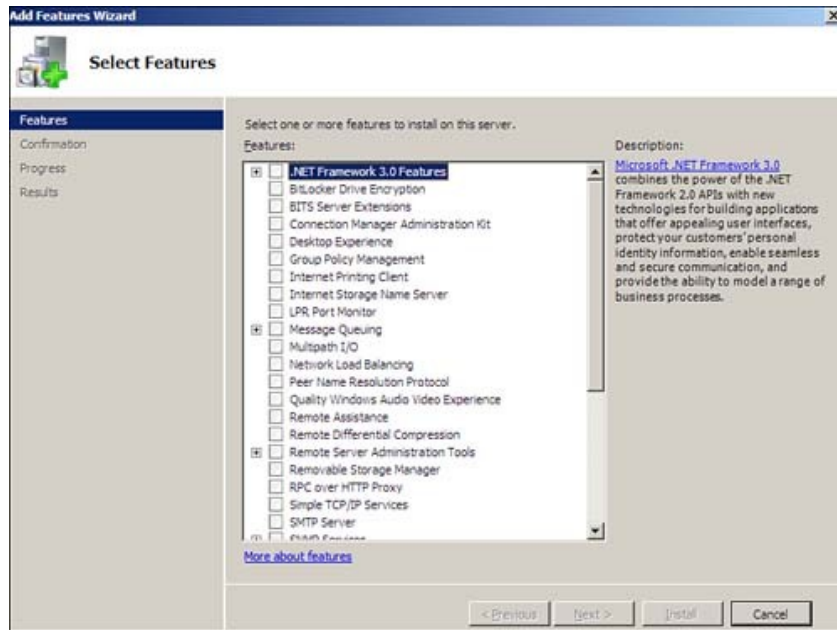 Add Features Wizard
Select Features
Features
Confirmation
Progress
Results
Select one or more features to install on this server.
Features:
.NET Framework 3.0 Features
BitLocker Drive Encryption
BITS Server Extensions
Connection Manager Administration Kit
Desktop Experience
Group Policy Management
Internet Printing Client
Internet Storage Name Server
LPR Port Monitor
Message Queuing
Multipath I/O
Network Load Balancing
Peer Name Resolution Protocol
Quality Windows Audio Video Experience
Remote Assistance
Remote Differential Compression
Remote Server Administration Tools
Removable Storage Manager
RPC over HTTP Proxy
Simple TCP/IP Services
SMTP Server
More about features
Description:
Microsoft .NET Framework 3.0
combines the power of the .NET
Framework 2.0 APIs with new
technologies for building applications
that offer appealing user interfaces,
protect your customers' personal
identity information, enable seamless
and secure communication, and
provide the ability to model a range of
business processes.
< Previous
Next >
Install
Cancel